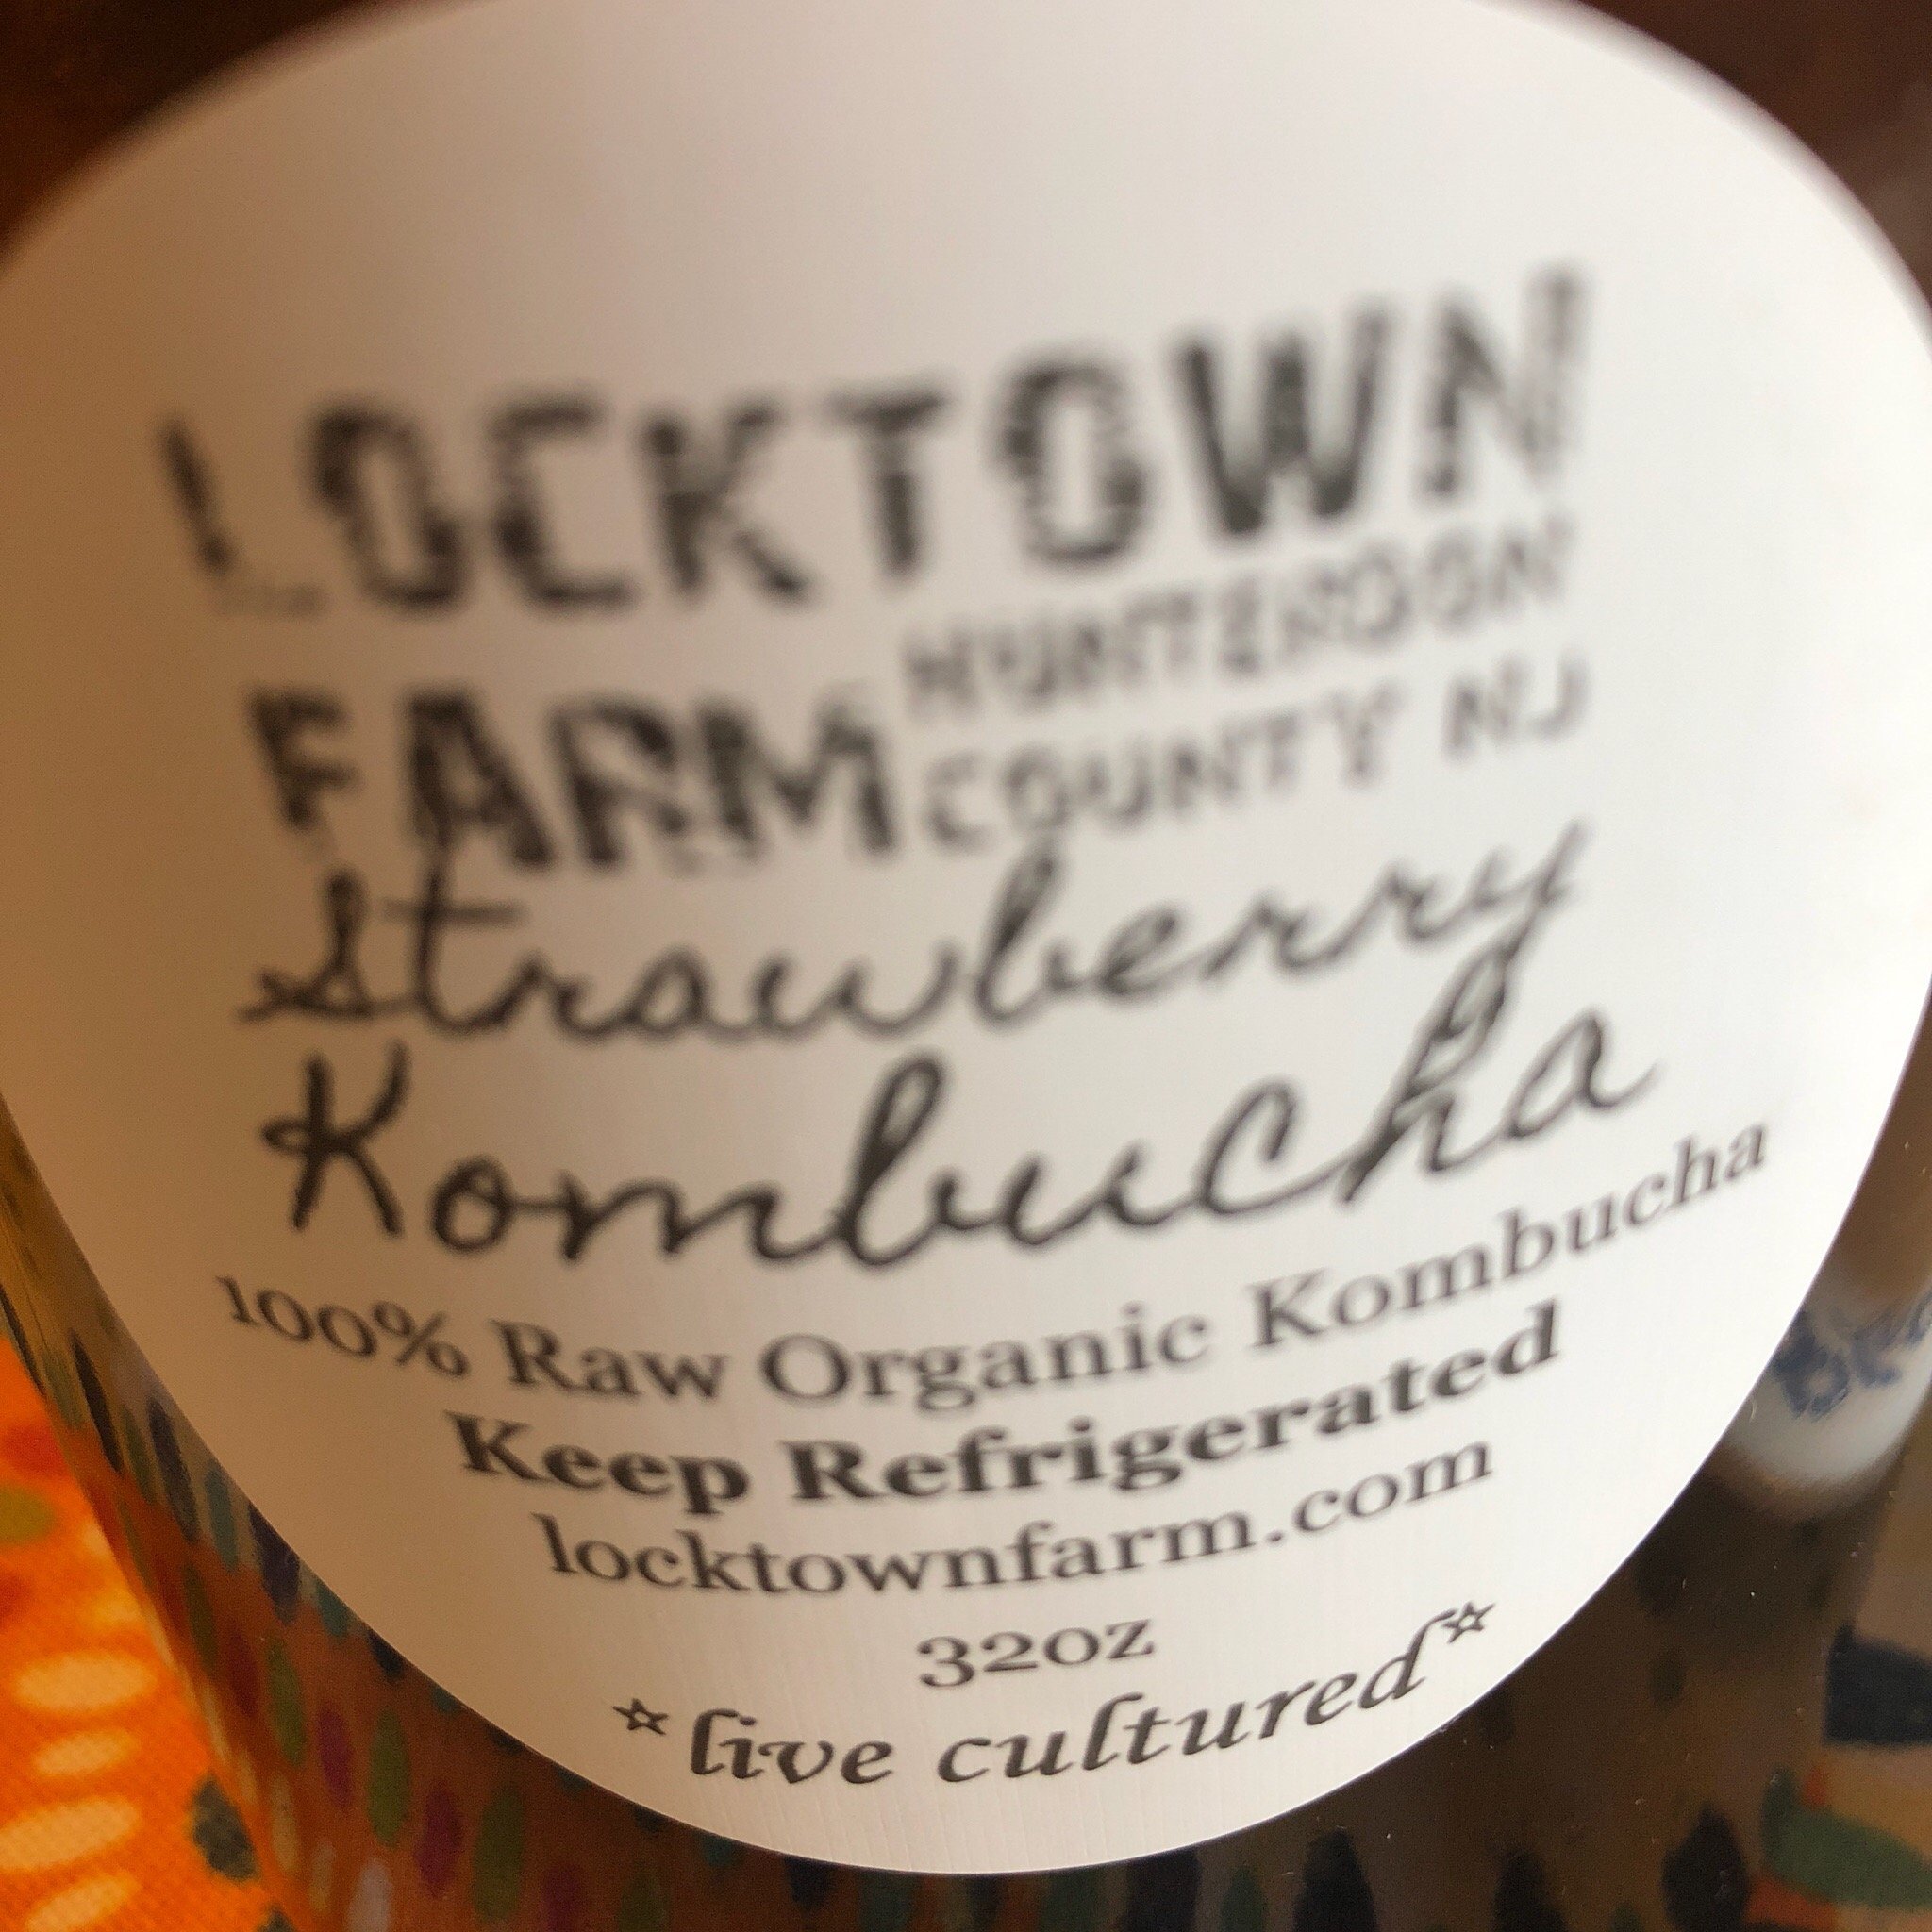 LOCKTOWN
FARM HUNTERDON
COUNTY NJ
Strawberry
Kombucha
100% Raw Organic Kombucha
Keep Refrigerated
locktownfarm.com
32oz
*live cultured*